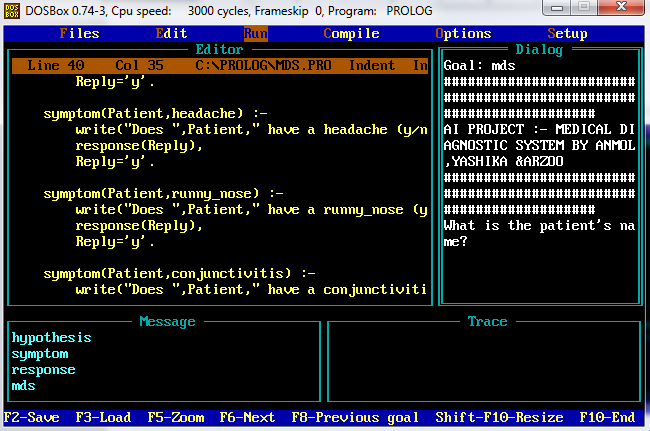 DOSBox 0.74-3, Cpu speed: 3000 cycles, Frameskip 0, Program: PROLOG
Files Edit Run Compile Options Setup
Editor
Line 40 Col 35 C:\PROLOG\MDS.PRO Indent In
Reply='y'.
symptom(Patient,headache) :-
write("Does ",Patient," have a headache (y/n
response(Reply),
Reply='y'.
symptom(Patient,runny_nose) :-
write("Does ",Patient," have a runny_nose (y
response(Reply),
Reply='y'.
symptom(Patient,conjunctivitis) :-
write("Does ",Patient," have a conjunctiviti
Dialog
Goal: mds
########################
########################
###################
AI PROJECT :- MEDICAL DI
AGNOSTIC SYSTEM BY ANMOL
,YASHIKA &ARZOO
########################
########################
###################
What is the patient's na
me?
Message
hypothesis
symptom
response
mds
Trace
F2-Save F3-Load F5-Zoom F6-Next F8-Previous goal Shift-F10-Resize F10-End